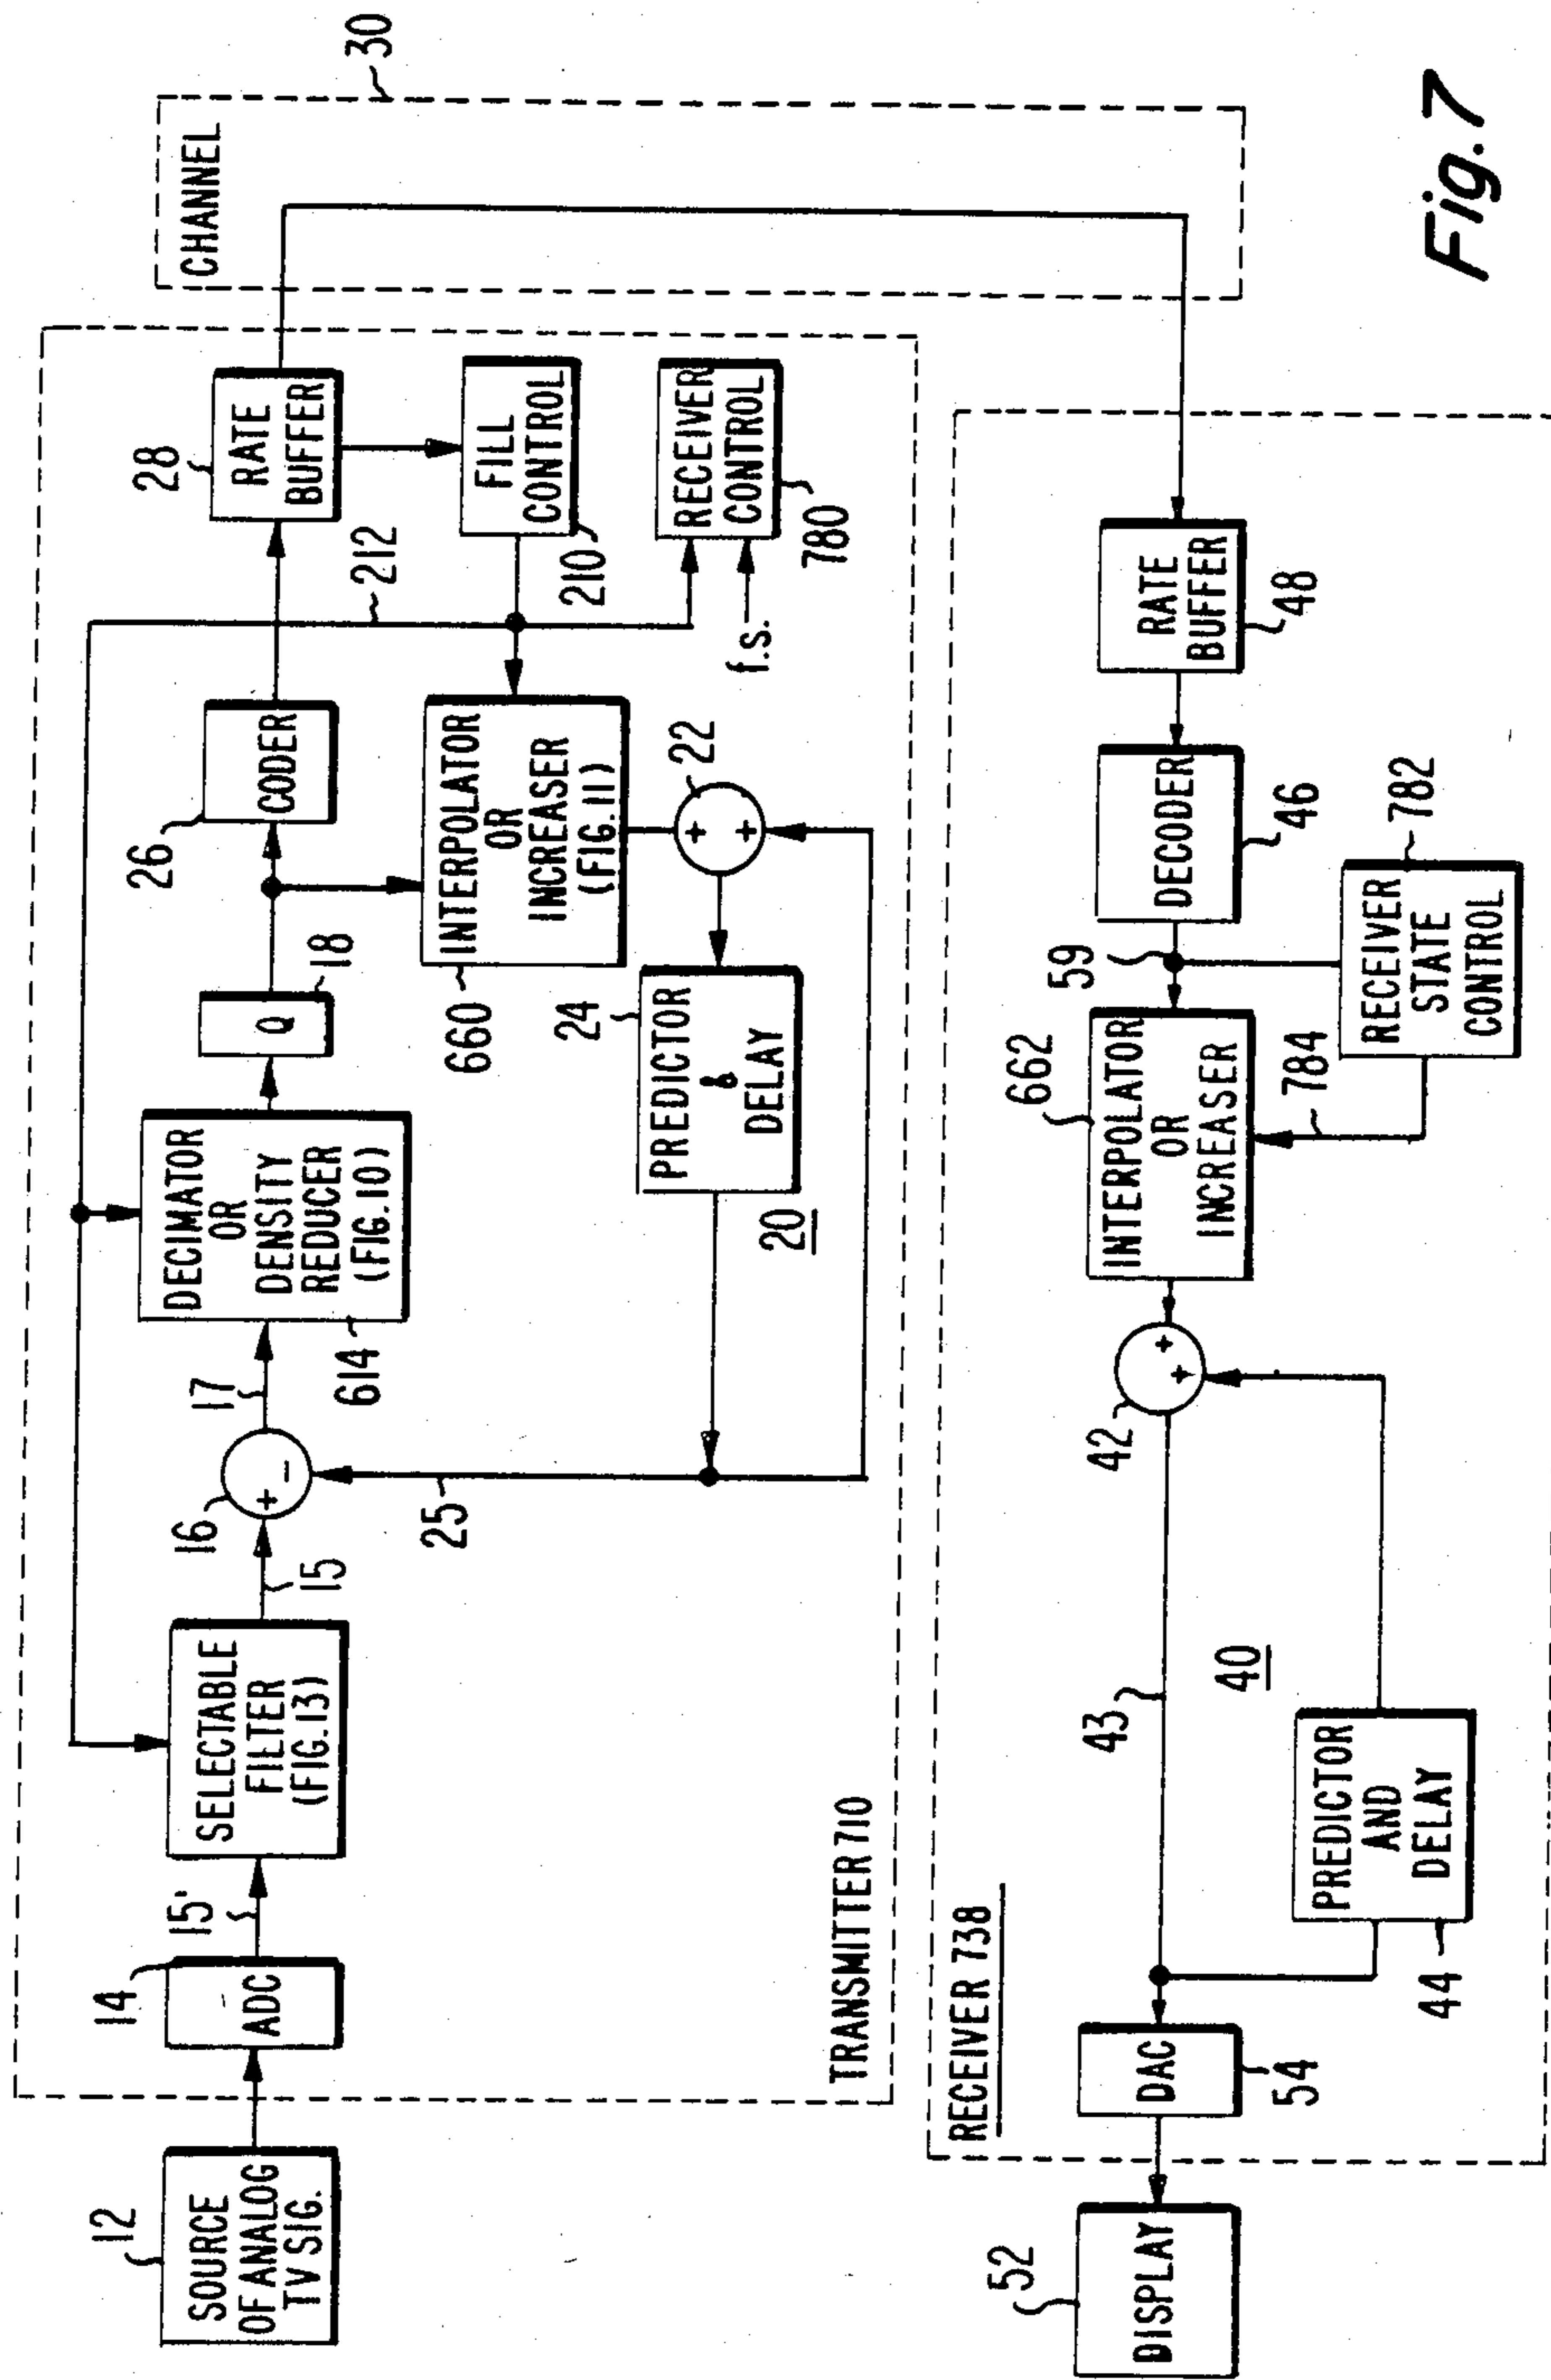 12
SOURCE
OF ANALOG
TV SIG.
14
ADC
15'
SELECTABLE
FILTER
(FIG.13)
15
16
+
-
17
DECIMATOR
OR
DENSITY
REDUCER
(FIG.10)
614
Q
18
26
CODER
212
28
RATE
BUFFER
FILL
CONTROL
210
RECEIVER
CONTROL
780
f.s.
INTERPOLATOR
OR
INCREASER
(FIG.11)
660
22
+
+
24
PREDICTOR
&
DELAY
20
25
TRANSMITTER 710
CHANNEL
30
RECEIVER 738
52
DISPLAY
DAC
54
43
42
+
+
40
PREDICTOR
AND
DELAY
44
662
INTERPOLATOR
OR
INCREASER
784
59
DECODER
46
RECEIVER
STATE
CONTROL
782
RATE
BUFFER
48
Fig.7